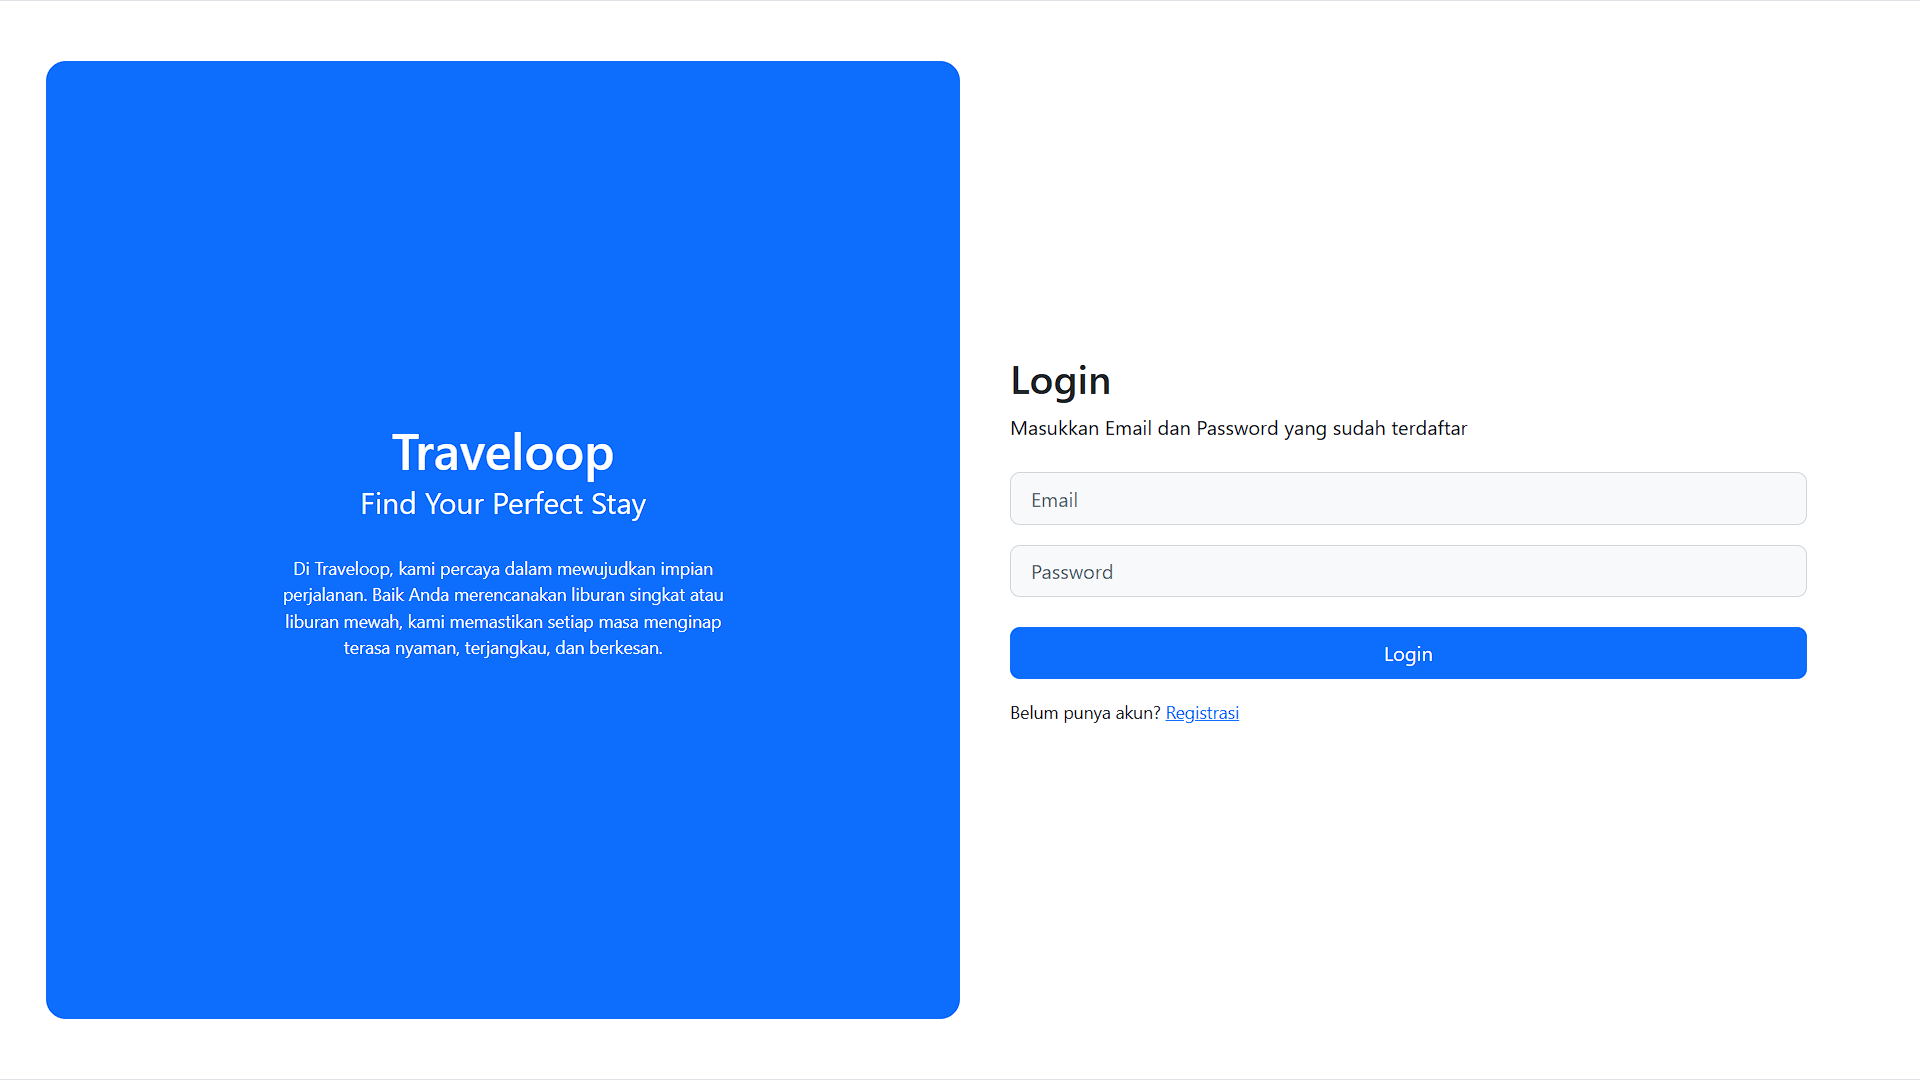 Traveloop
Find Your Perfect Stay
Di Traveloop, kami percaya dalam mewujudkan impian
perjalanan. Baik Anda merencanakan liburan singkat atau
liburan mewah, kami memastikan setiap masa menginap
terasa nyaman, terjangkau, dan berkesan.
Login
Masukkan Email dan Password yang sudah terdaftar
Email
Password
Login
Belum punya akun? Registrasi